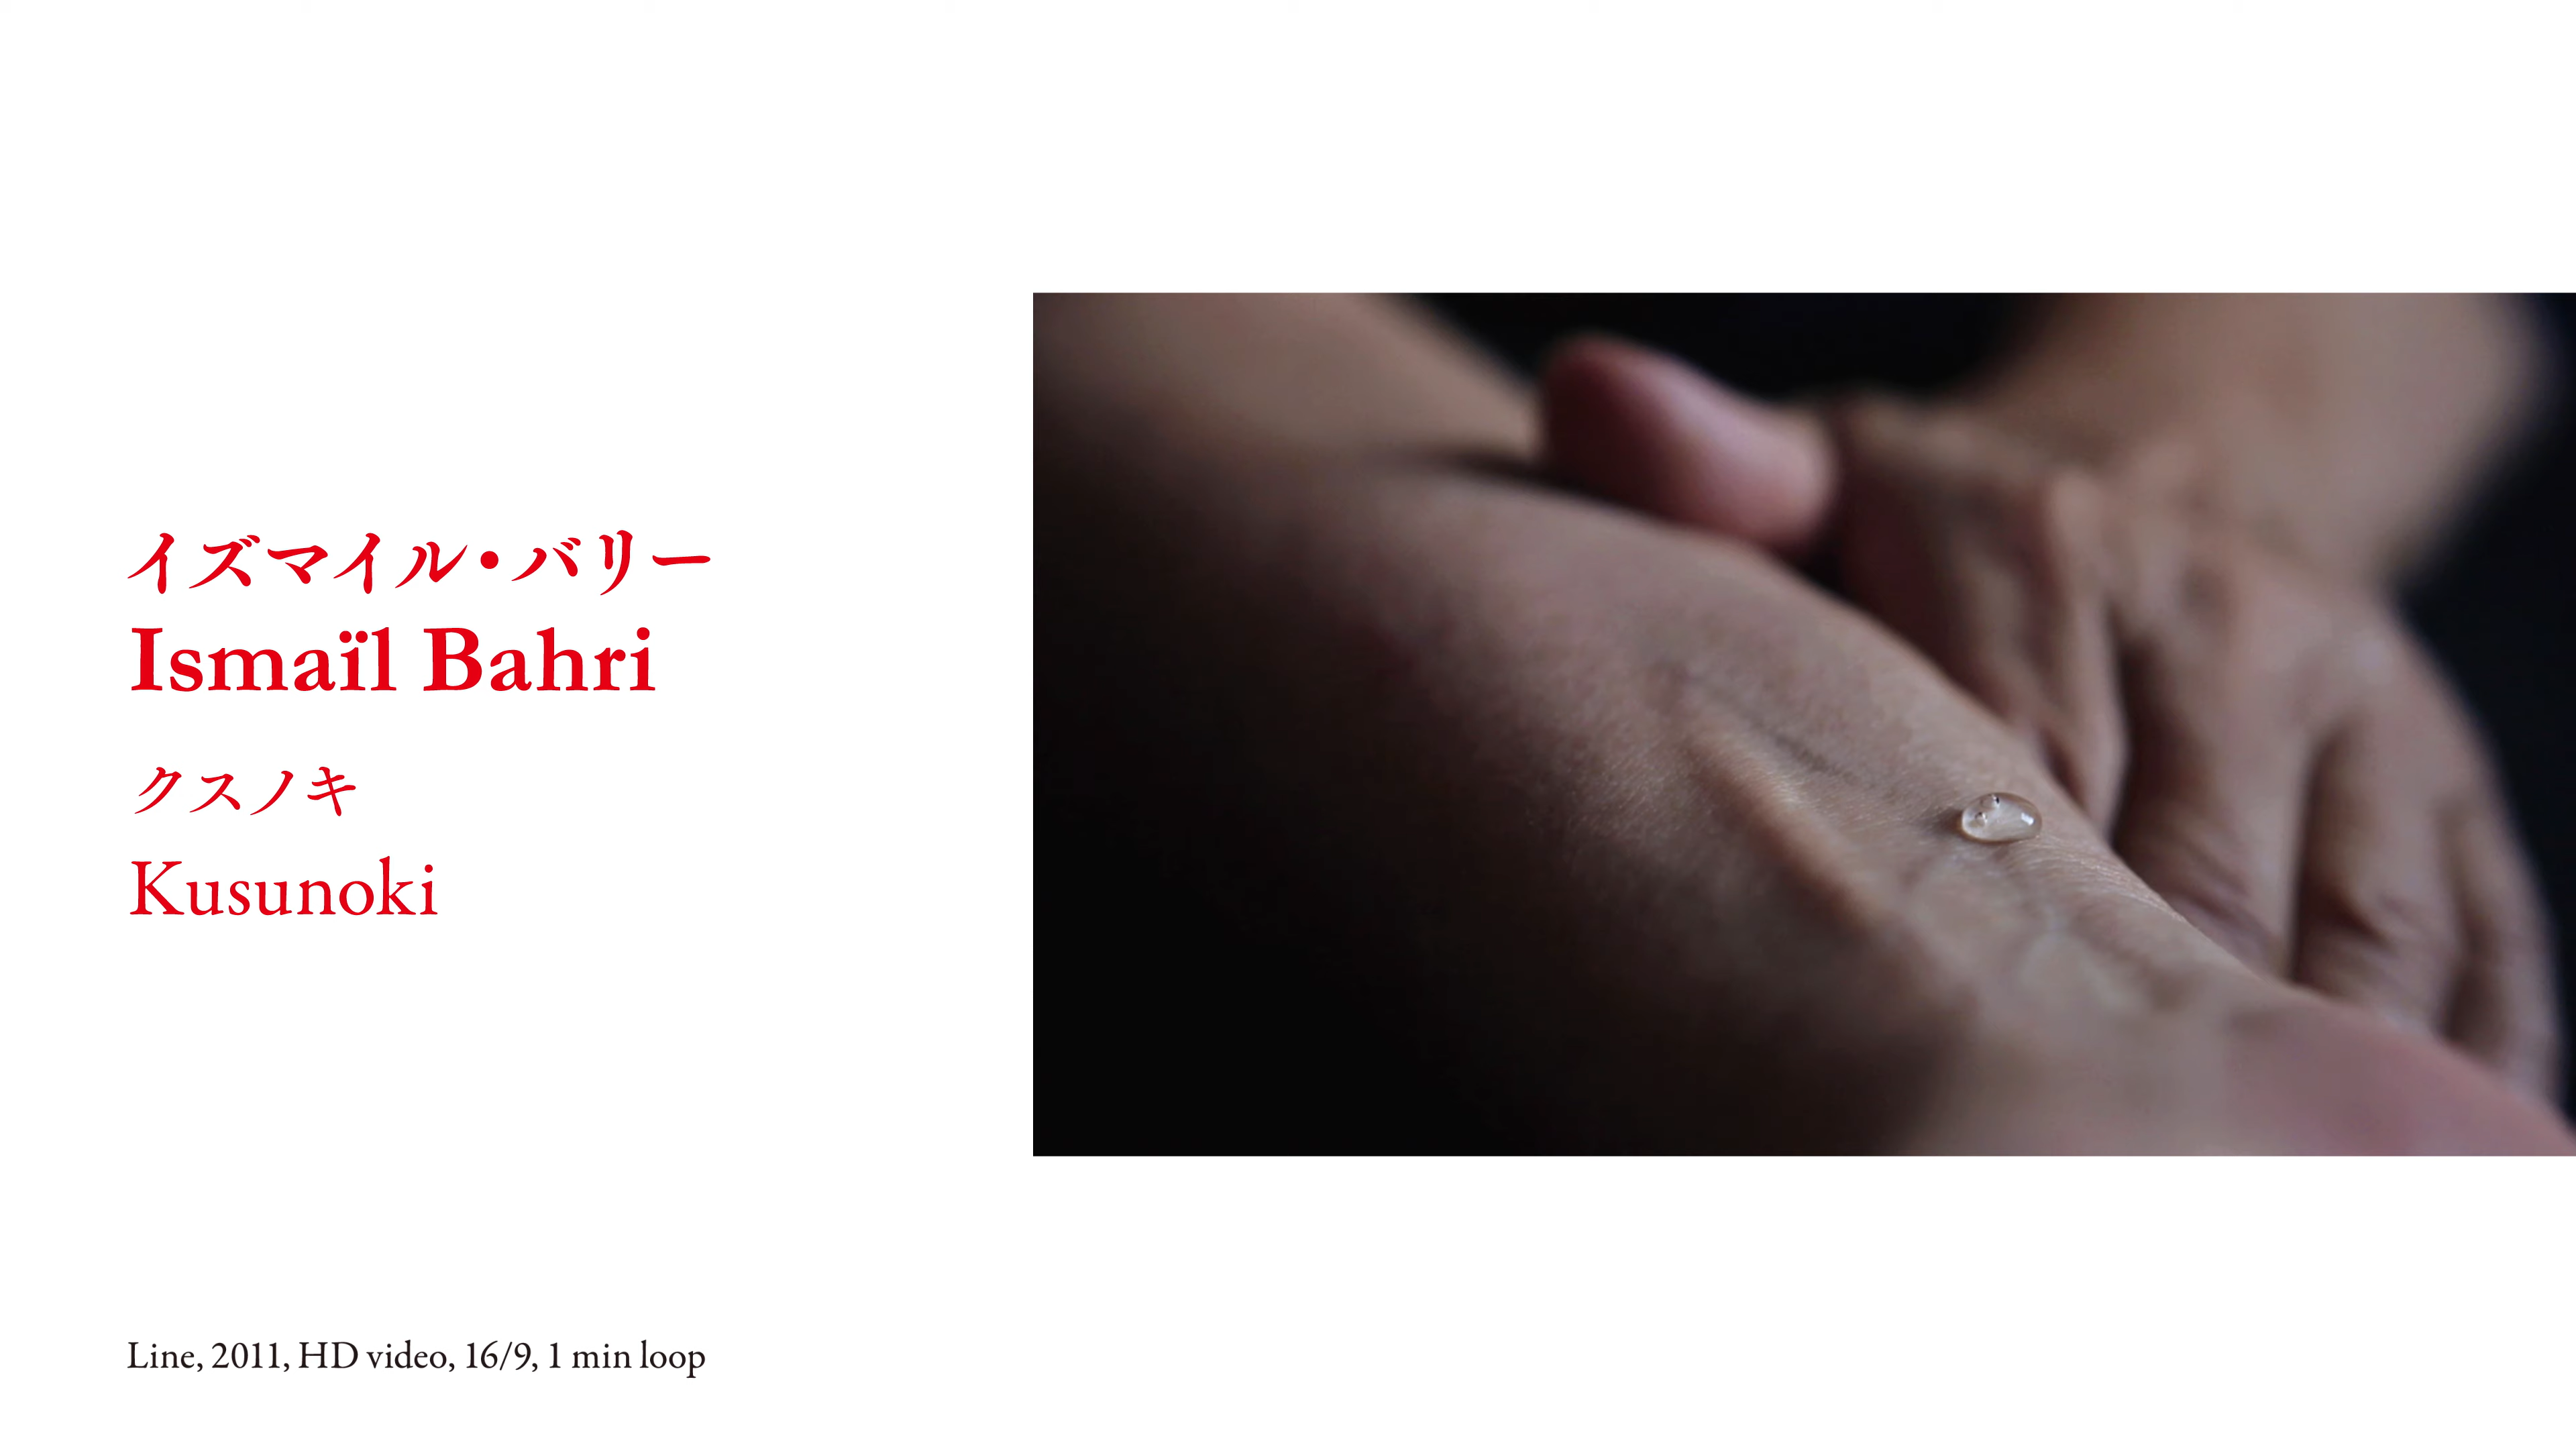 イズマイル・バリー
Ismaïl Bahri
クスノキ
Kusunoki
Line, 2011, HD video, 16/9, 1 min loop